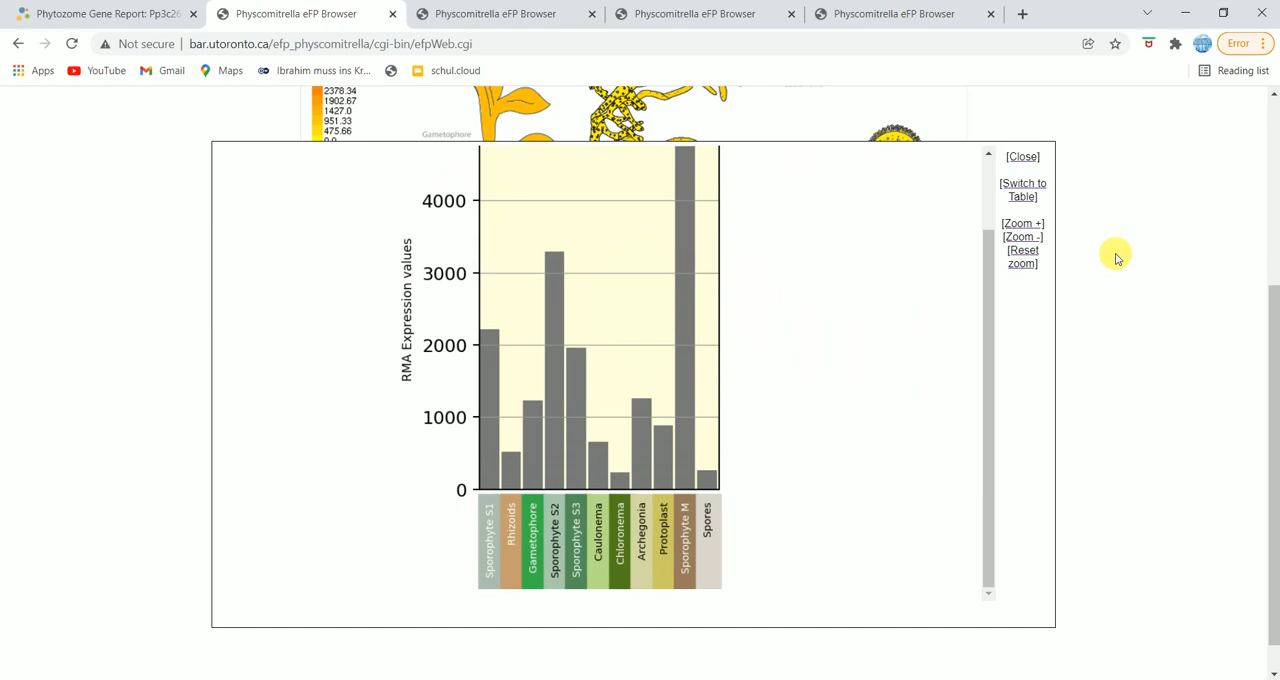 Phytozome Gene Report: Pp3c26
Physcomitrella eFP Browser
Physcomitrella eFP Browser
Physcomitrella eFP Browser
Physcomitrella eFP Browser
Not secure
bar.utoronto.ca/efp_physcomitrella/cgi-bin/efpWeb.cgi
Error
Apps
YouTube
Gmail
Maps
Ibrahim muss ins Kr...
schul.cloud
Reading list
2378.34
1902.67
1427.0
951.33
475.66
0.0
Gametophore
[Close]
[Switch to
Table]
[Zoom +]
[Zoom -]
[Reset
zoom]
RMA Expression values
4000
3000
2000
1000
0
Sporophyte S1
Rhizoids
Gametophore
Sporophyte S2
Sporophyte S3
Caulonema
Chloronema
Archegonia
Protoplast
Sporophyte M
Spores